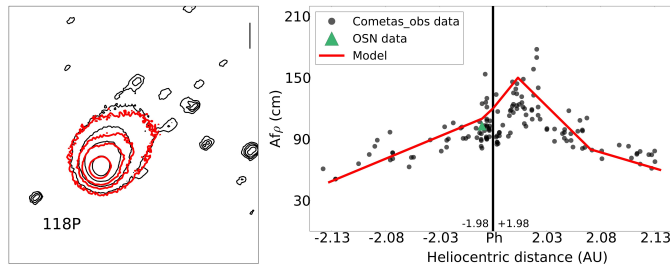 118P
Afρ (cm)
210
150
90
30
Cometas_obs data
OSN data
Model
-1.98 +1.98
-2.13 -2.08 -2.03 Ph 2.03 2.08 2.13
Heliocentric distance (AU)